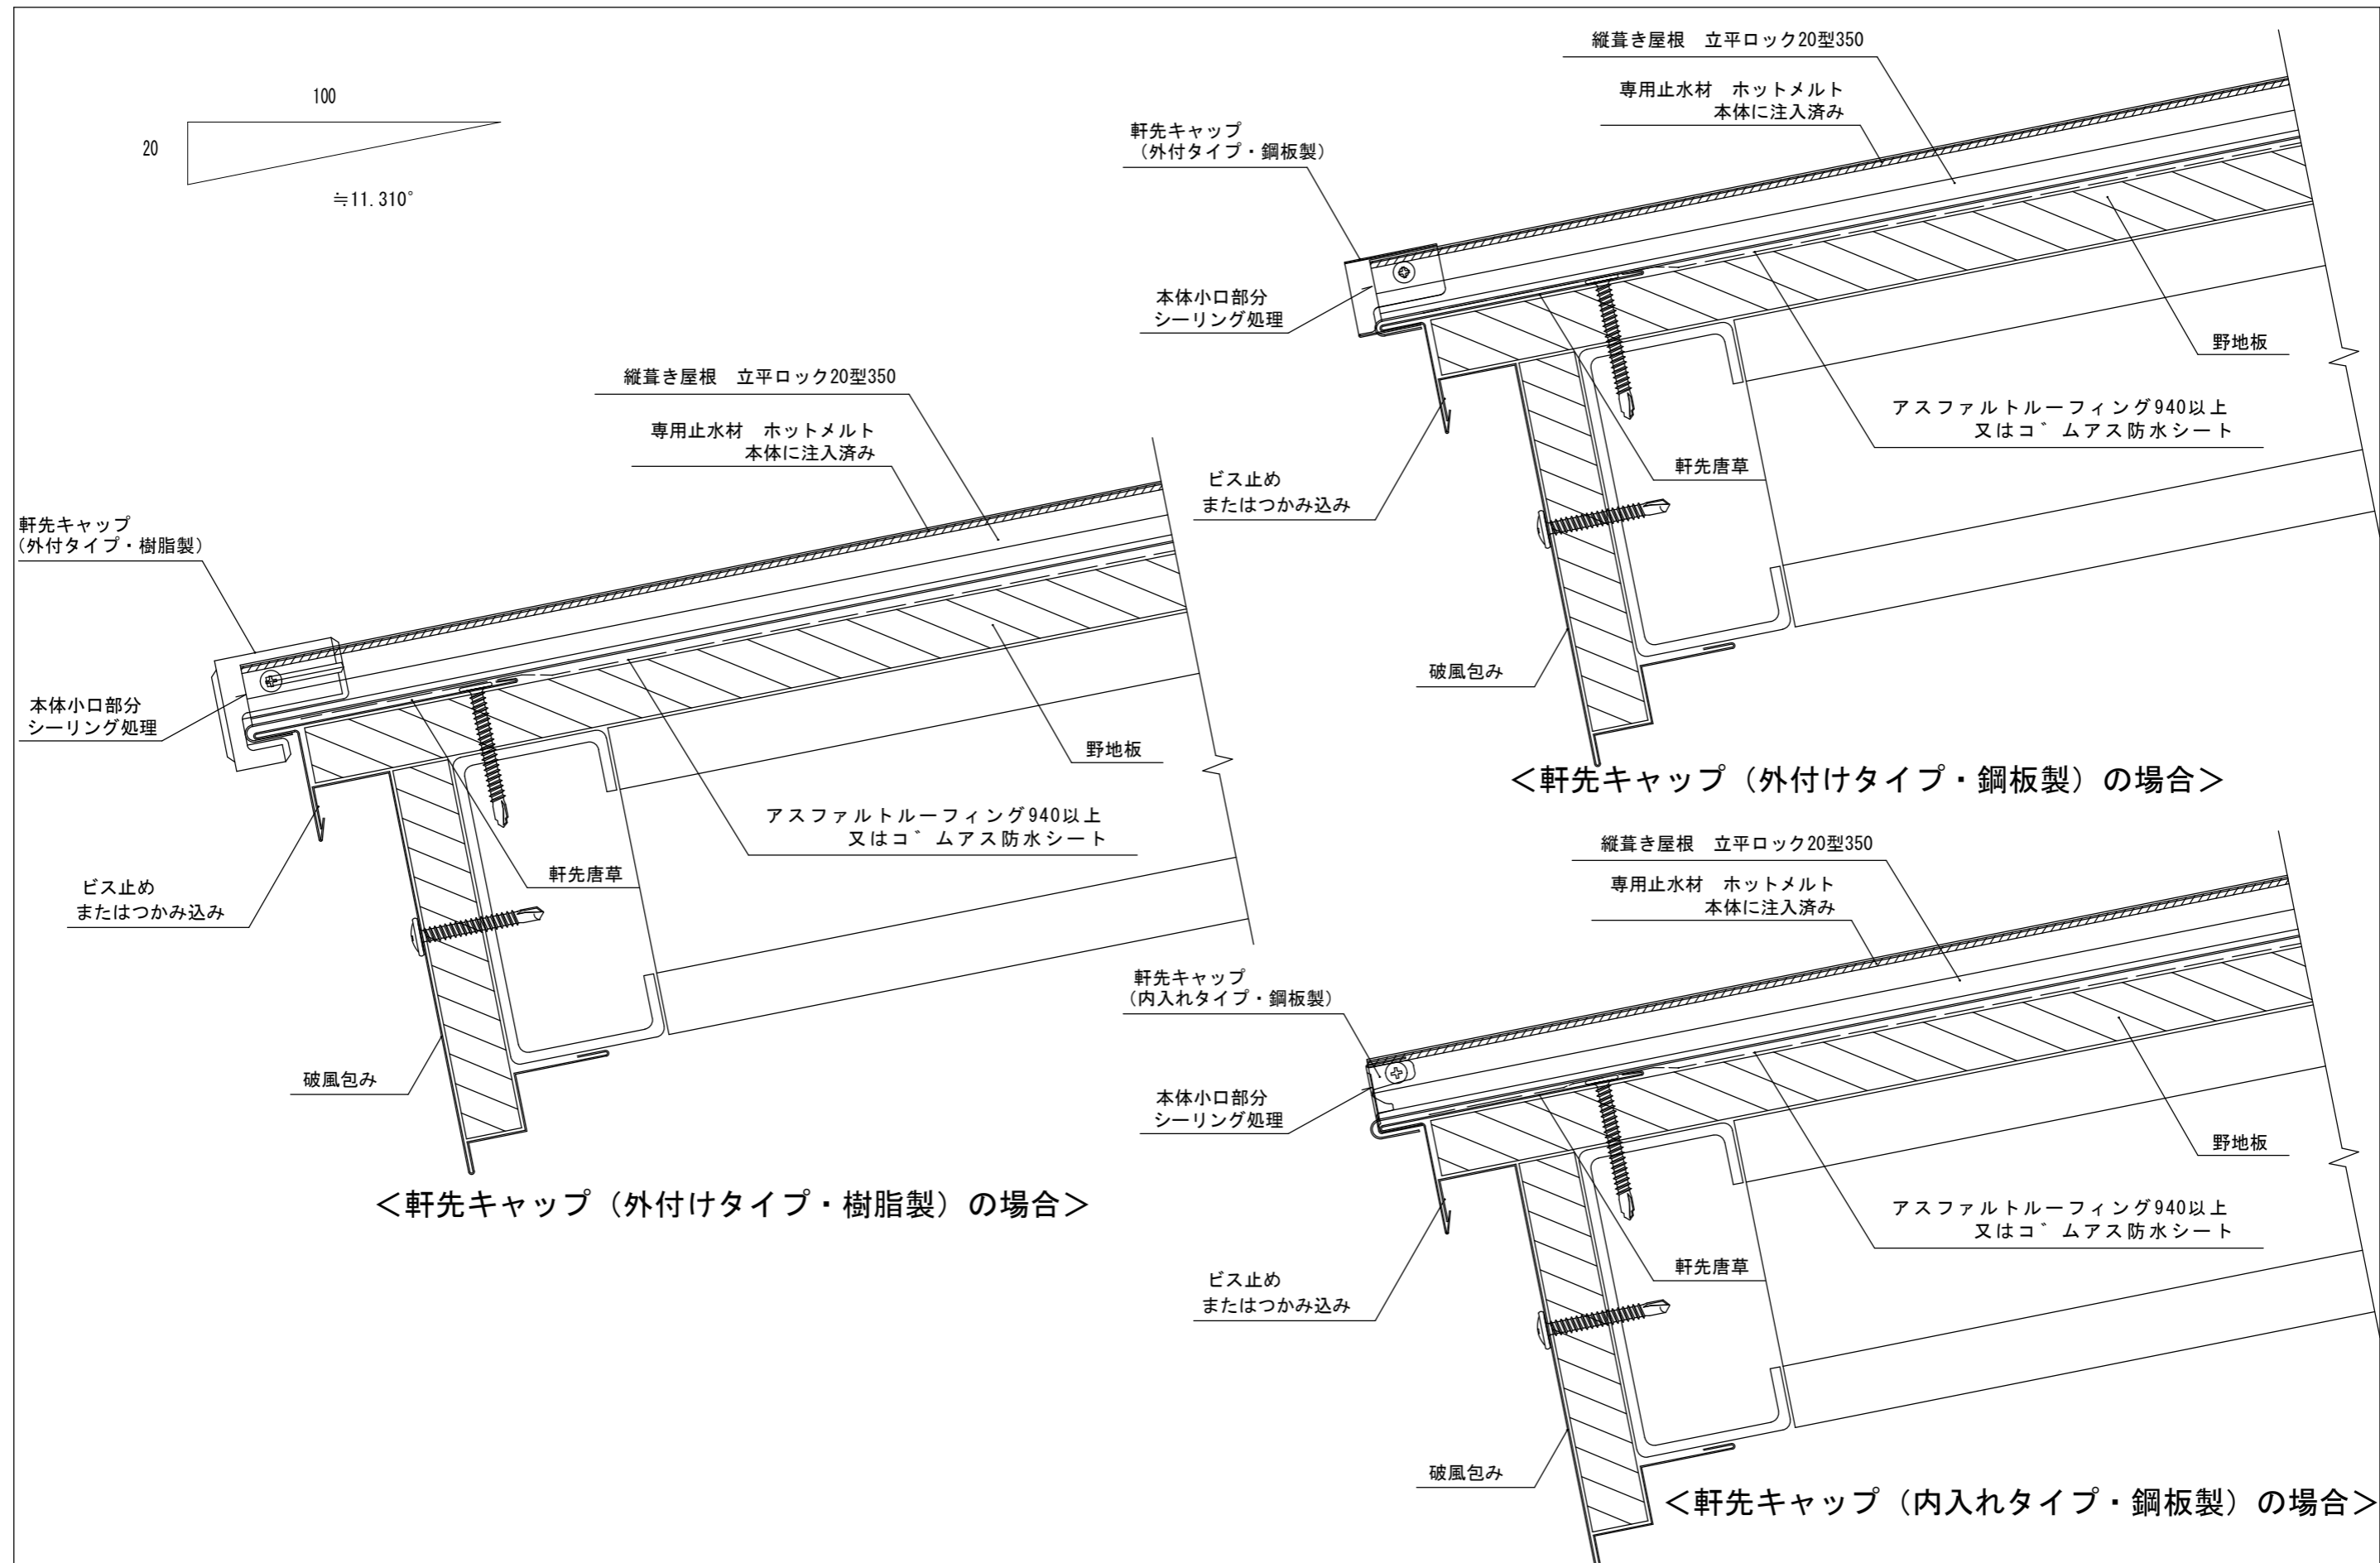 100
20
≒11.310°
縦葺き屋根　立平ロック20型350
専用止水材　ホットメルト
本体に注入済み
軒先キャップ
（外付タイプ・樹脂製）
本体小口部分
シーリング処理
野地板
アスファルトルーフィング940以上
又はコ゛ムアス防水シート
軒先唐草
ビス止め
またはつかみ込み
破風包み
＜軒先キャップ（外付けタイプ・樹脂製）の場合＞
縦葺き屋根　立平ロック20型350
専用止水材　ホットメルト
本体に注入済み
軒先キャップ
（外付タイプ・鋼板製）
本体小口部分
シーリング処理
野地板
アスファルトルーフィング940以上
又はコ゛ムアス防水シート
軒先唐草
ビス止め
またはつかみ込み
破風包み
＜軒先キャップ（外付けタイプ・鋼板製）の場合＞
縦葺き屋根　立平ロック20型350
専用止水材　ホットメルト
本体に注入済み
軒先キャップ
（内入れタイプ・鋼板製）
本体小口部分
シーリング処理
野地板
アスファルトルーフィング940以上
又はコ゛ムアス防水シート
軒先唐草
ビス止め
またはつかみ込み
破風包み
＜軒先キャップ（内入れタイプ・鋼板製）の場合＞